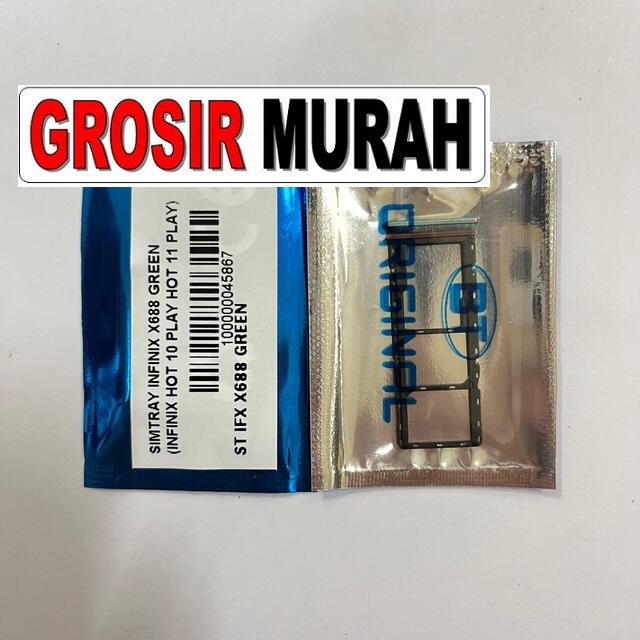 GROSIR MURAH
SIMTRAY INFINIX X688 GREEN
(INFINIX HOT 10 PLAY HOT 11 PLAY)
1000000045867
ST IFX X688 GREEN
ORIGINAL
BT